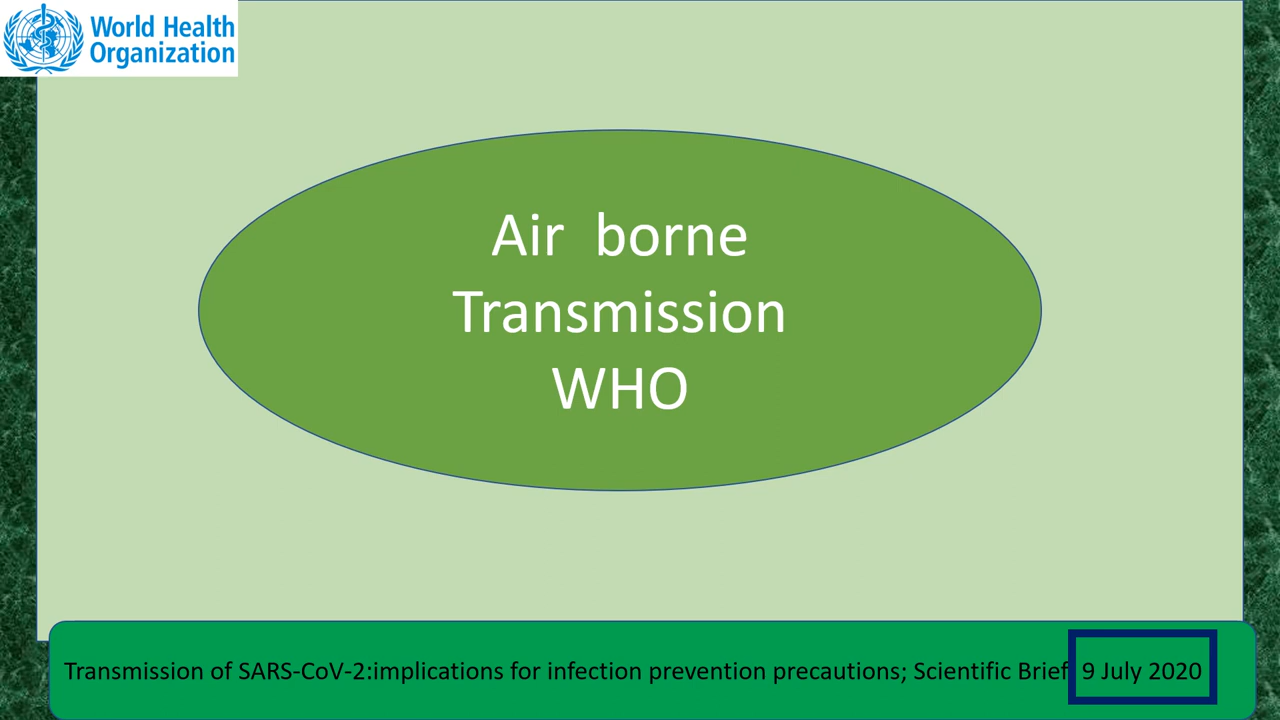 World Health
Organization
Air  borne
Transmission
WHO
Transmission of SARS-CoV-2:implications for infection prevention precautions; Scientific Brief 9 July 2020